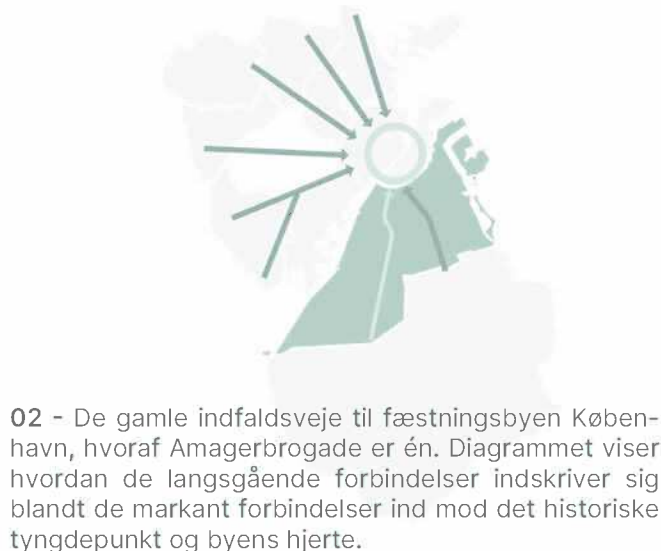 02 - De gamle indfaldsveje til fæstningsbyen Køben-
havn, hvoraf Amagerbrogade er én. Diagrammet viser
hvordan de langsgående forbindelser indskriver sig
blandt de markant forbindelser ind mod det historiske
tyngdepunkt og byens hjerte.